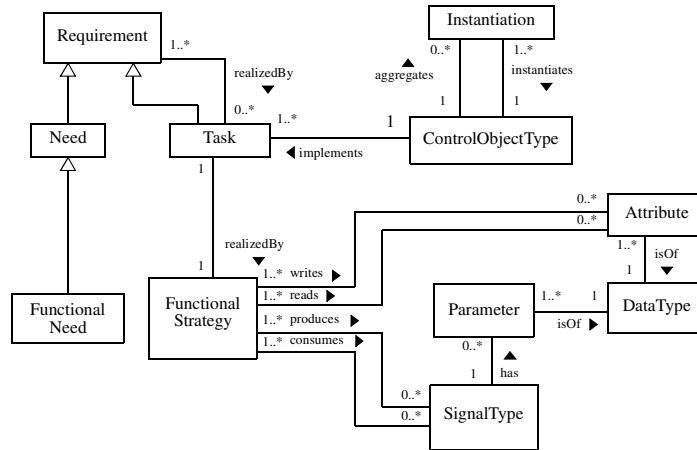 Requirement
1..*
realizedBy
0..*
Instantiation
0..*
1..*
aggregates
instantiates
1
1
Need
Task
1..*
1
ControlObjectType
implements
1
realizedBy
1
Functional
Need
Functional
Strategy
1..* writes
1..* reads
1..* produces
1..* consumes
0..*
0..*
Attribute
1..*
isOf
1
Parameter
1..*
1
DataType
isOf
0..*
1
has
0..*
0..*
SignalType